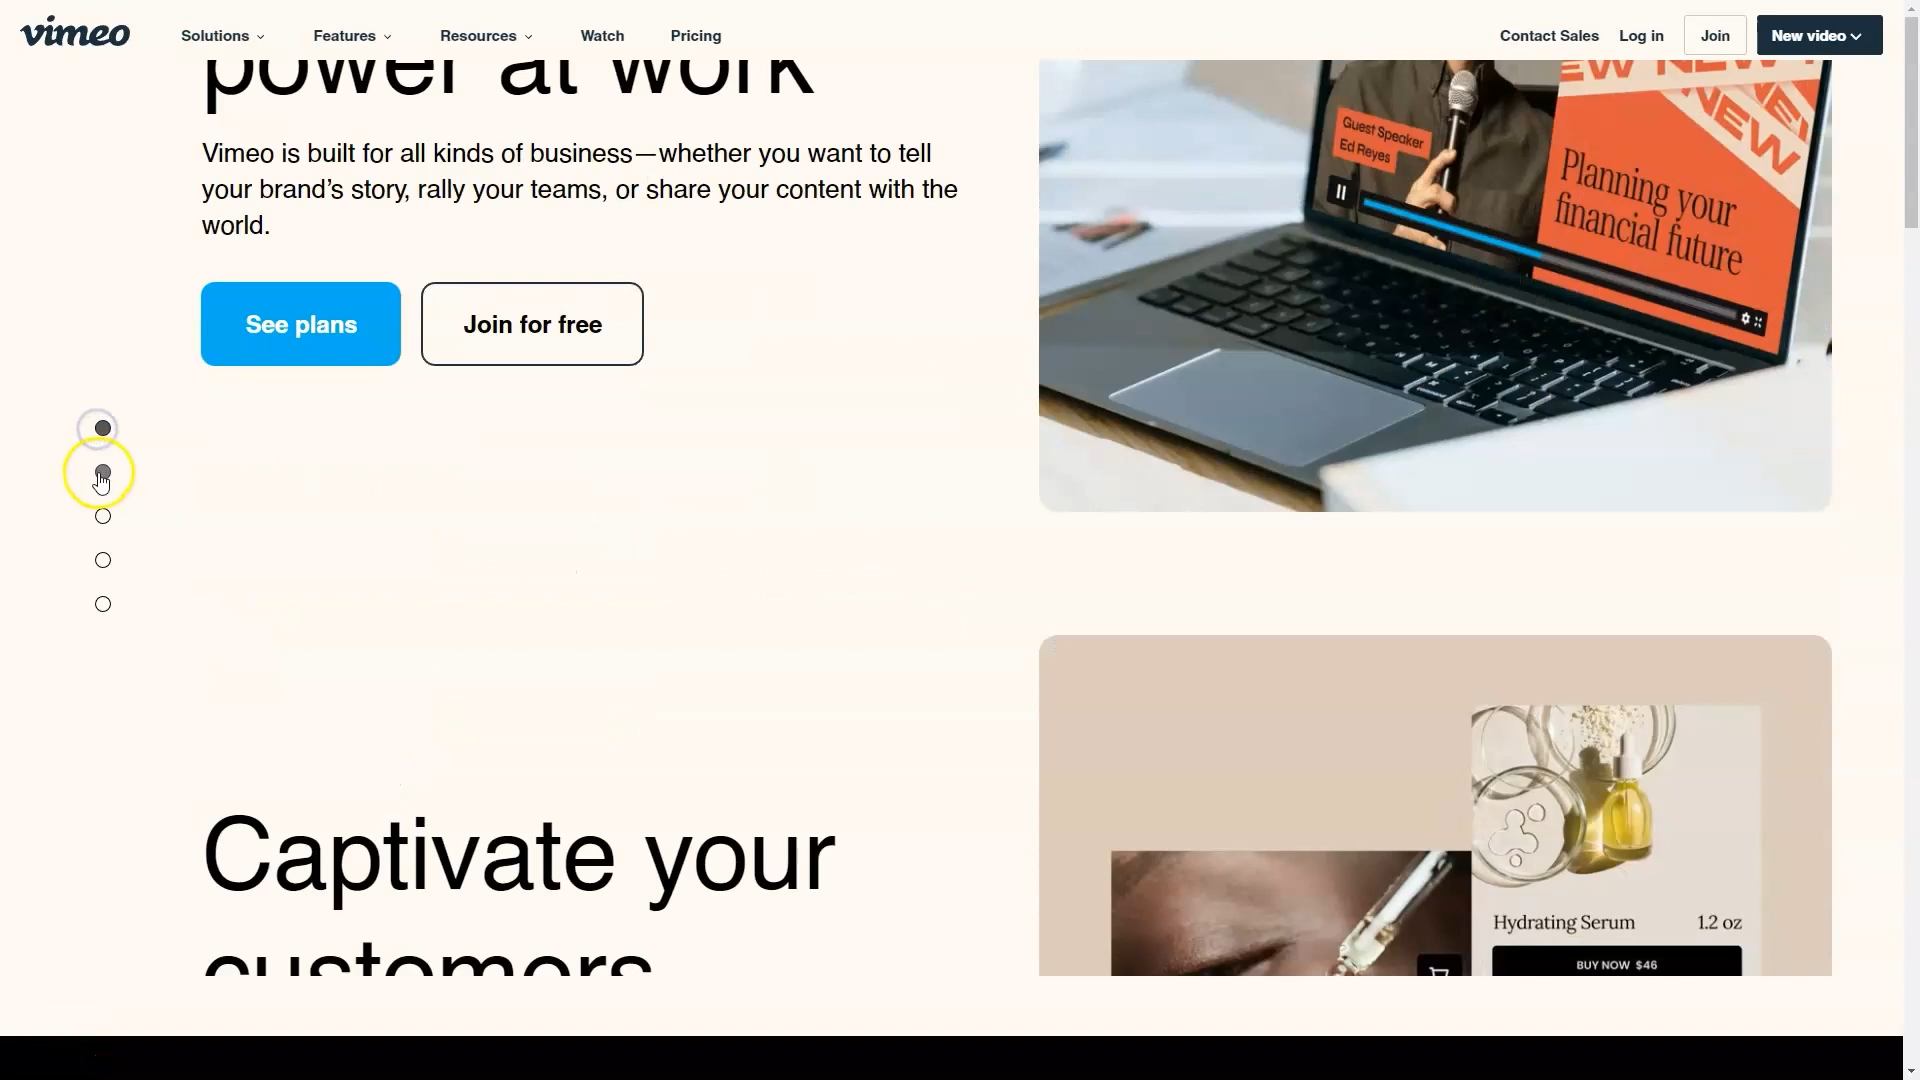 vimeo
Solutions
Features
Resources
Watch
Pricing
Contact Sales
Log in
Join
New video
power at work
Vimeo is built for all kinds of business—whether you want to tell
your brand's story, rally your teams, or share your content with the
world.
See plans
Join for free
Guest Speaker
Ed Reyes
EW NEW
NEW
Planning your
financial future
Captivate your
customers
Hydrating Serum 1.2 oz
BUY NOW $46